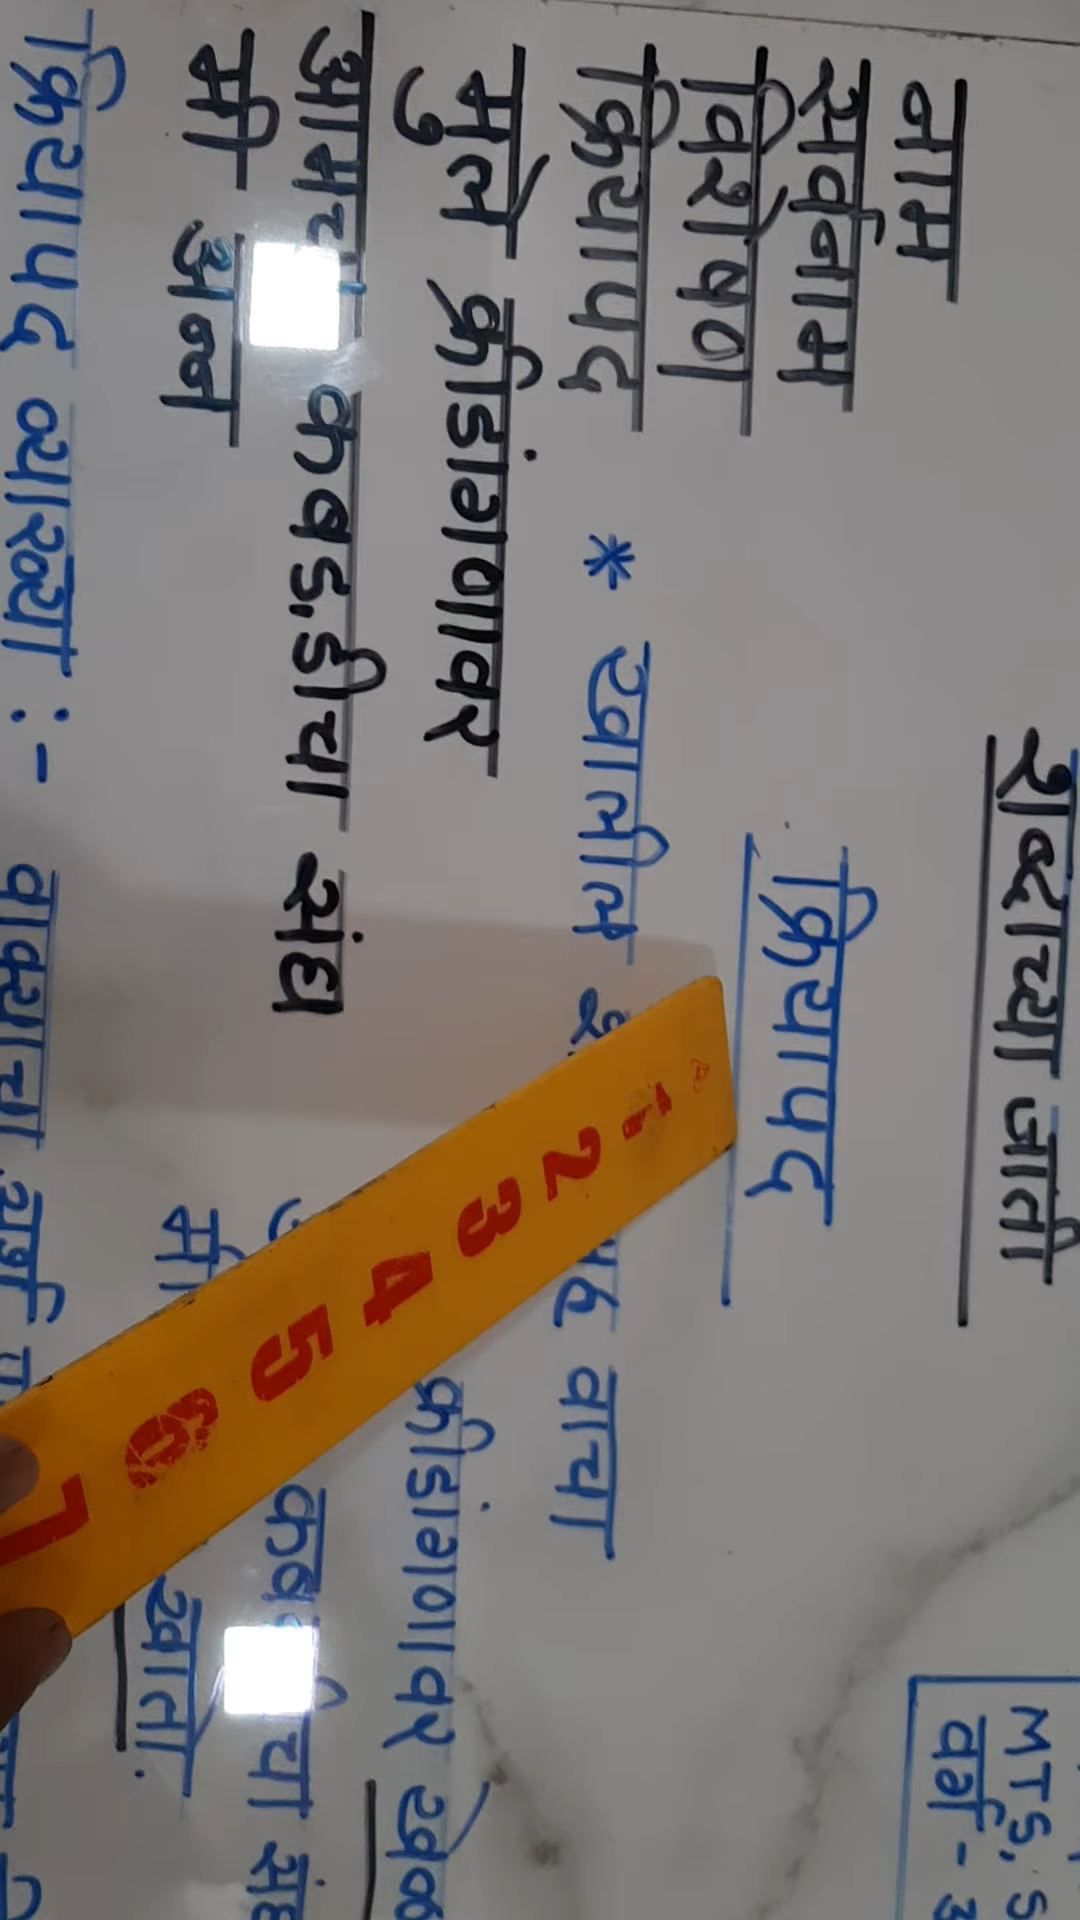 शब्दाच्या जाती
MTS,
वर्ग - 3
नाम
सर्वनाम
क्रियापद
विशेषण
क्रियापद
* खालील वाचा
मुले क्रीडांगणावर
क्रीडांगणावर
आमचा कबड्डीचा संघ
मी अन्न
मी खातो.
क्रियापद व्याख्या :- वाक्याचा अर्थ
1 2 3 4 5 6 7